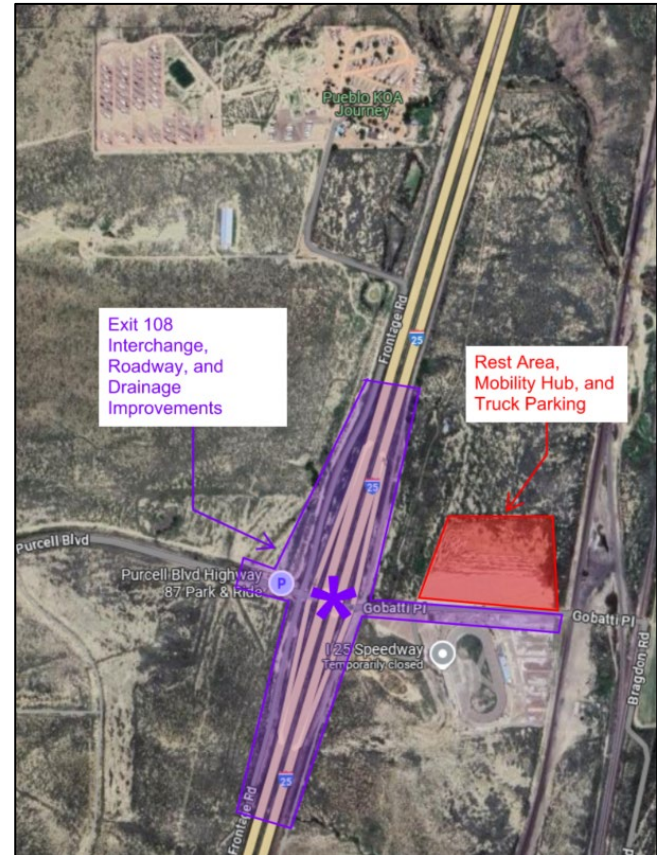 Pueblo KOA
Journey
Frontage Rd
25
Exit 108
Interchange,
Roadway, and
Drainage
Improvements
Rest Area,
Mobility Hub, and
Truck Parking
25
Purcell Blvd
Purcell Blvd Highway
87 Park & Ride
P
*
Gobatti Pl
Gobatti Pl
I 25 Speedway
Temporarily closed
Bragdon Rd
25
Frontage Rd